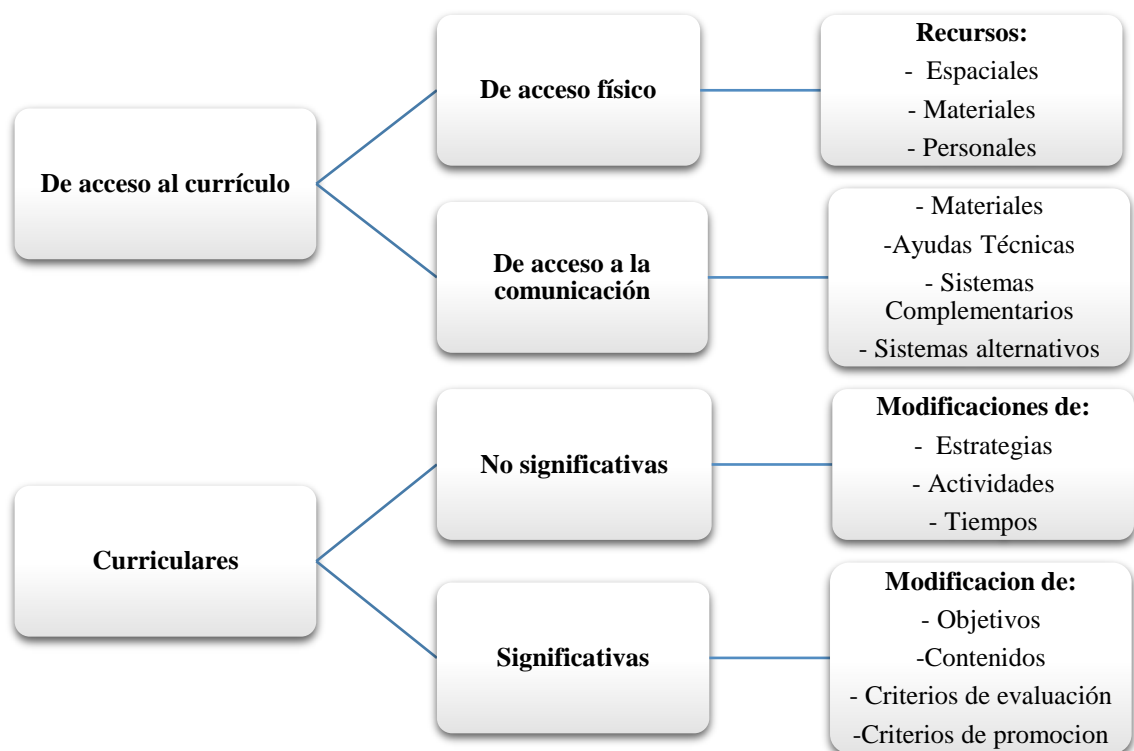 De acceso al currículo
De acceso físico
Recursos:
- Espaciales
- Materiales
- Personales
De acceso a la
comunicación
- Materiales
-Ayudas Técnicas
- Sistemas
Complementarios
- Sistemas alternativos
Curriculares
No significativas
Modificaciones de:
- Estrategias
- Actividades
- Tiempos
Significativas
Modificacion de:
- Objetivos
-Contenidos
- Criterios de evaluación
-Criterios de promocion